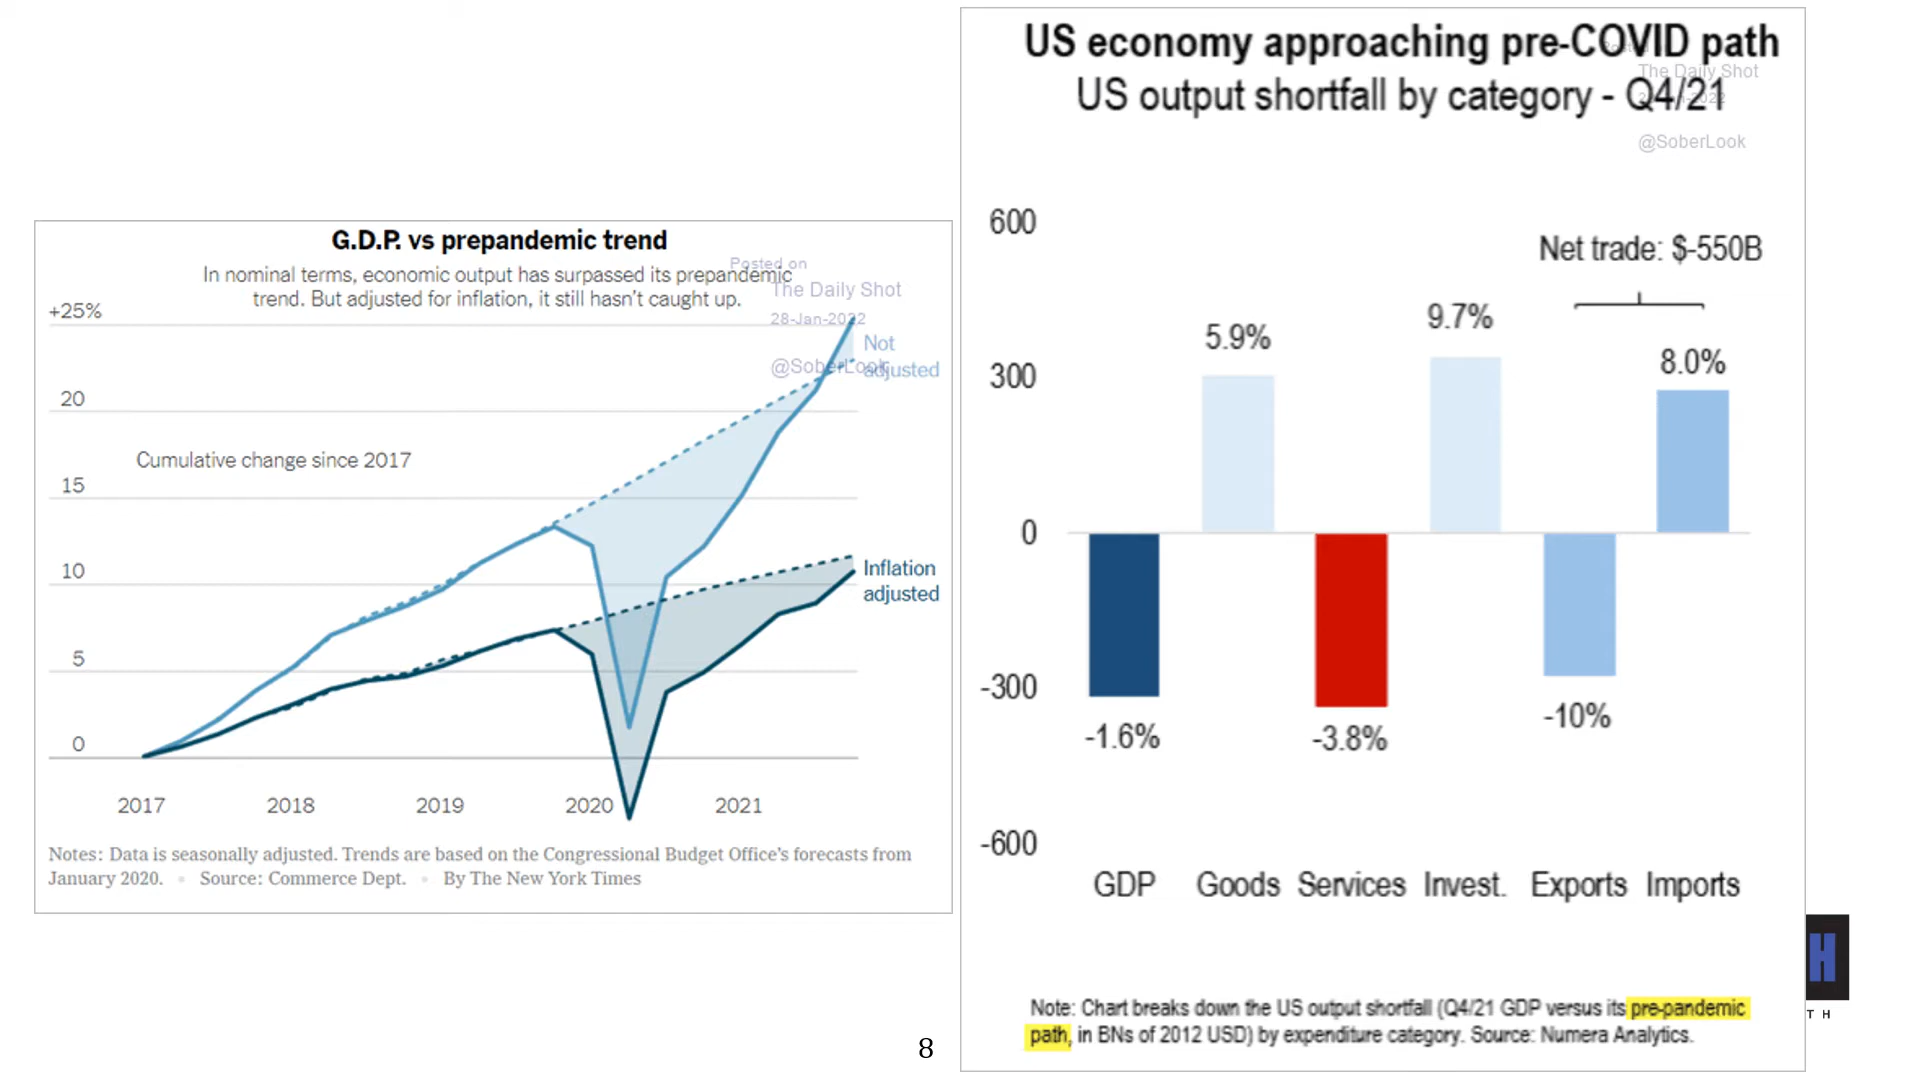 G.D.P. vs prepandemic trend
In nominal terms, economic output has surpassed its prepandemic
trend. But adjusted for inflation, it still hasn't caught up.
Posted on
The Daily Shot
28-Jan-2022
@SoberLook
+25%
20
15
10
5
0
Cumulative change since 2017
Not
adjusted
Inflation
adjusted
2017 2018 2019 2020 2021
Notes: Data is seasonally adjusted. Trends are based on the Congressional Budget Office's forecasts from
January 2020. • Source: Commerce Dept. • By The New York Times
US economy approaching pre-COVID path
US output shortfall by category - Q4/21
The Daily Shot
@SoberLook
600
300
0
-300
-600
Net trade: $-550B
5.9%
9.7%
8.0%
-1.6%
-3.8%
-10%
GDP Goods Services Invest. Exports Imports
Note: Chart breaks down the US output shortfall (Q4/21 GDP versus its pre-pandemic
path, in BNs of 2012 USD) by expenditure category. Source: Numera Analytics.
H
T H
8